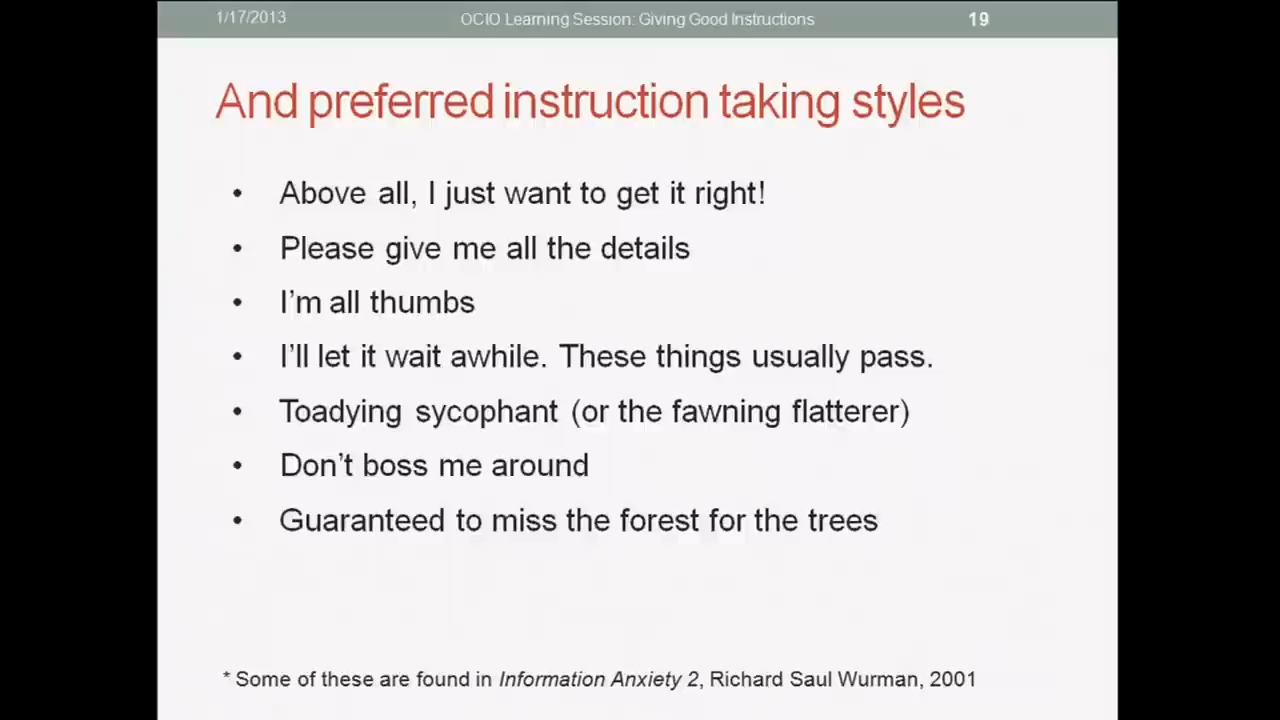 1/17/2013 OCIO Learning Session: Giving Good Instructions 19
And preferred instruction taking styles
• Above all, I just want to get it right!
• Please give me all the details
• I'm all thumbs
• I'll let it wait awhile. These things usually pass.
• Toadying sycophant (or the fawning flatterer)
• Don't boss me around
• Guaranteed to miss the forest for the trees
* Some of these are found in Information Anxiety 2, Richard Saul Wurman, 2001